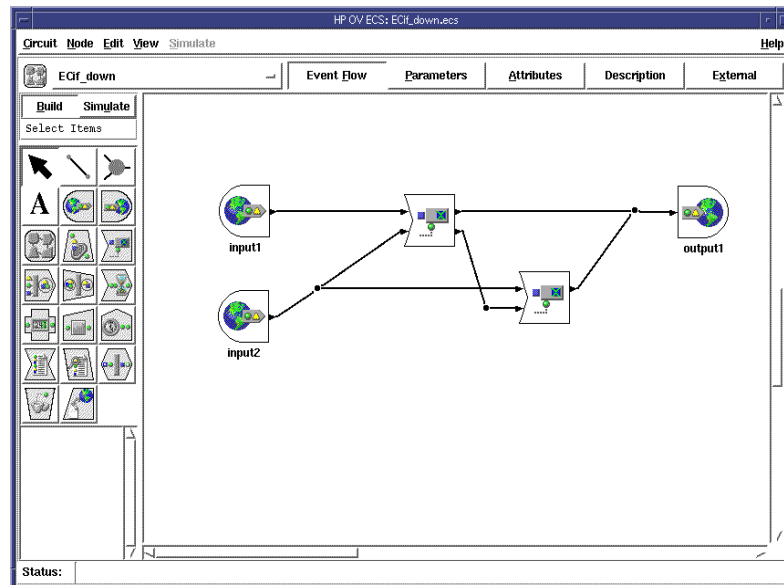 HP OV ECS: ECif_down.ecs
Circuit Node Edit View Simulate Help
ECif_down Event Flow Parameters Attributes Description External
Build Simulate
Select Items
A
input1
output1
input2
Status: